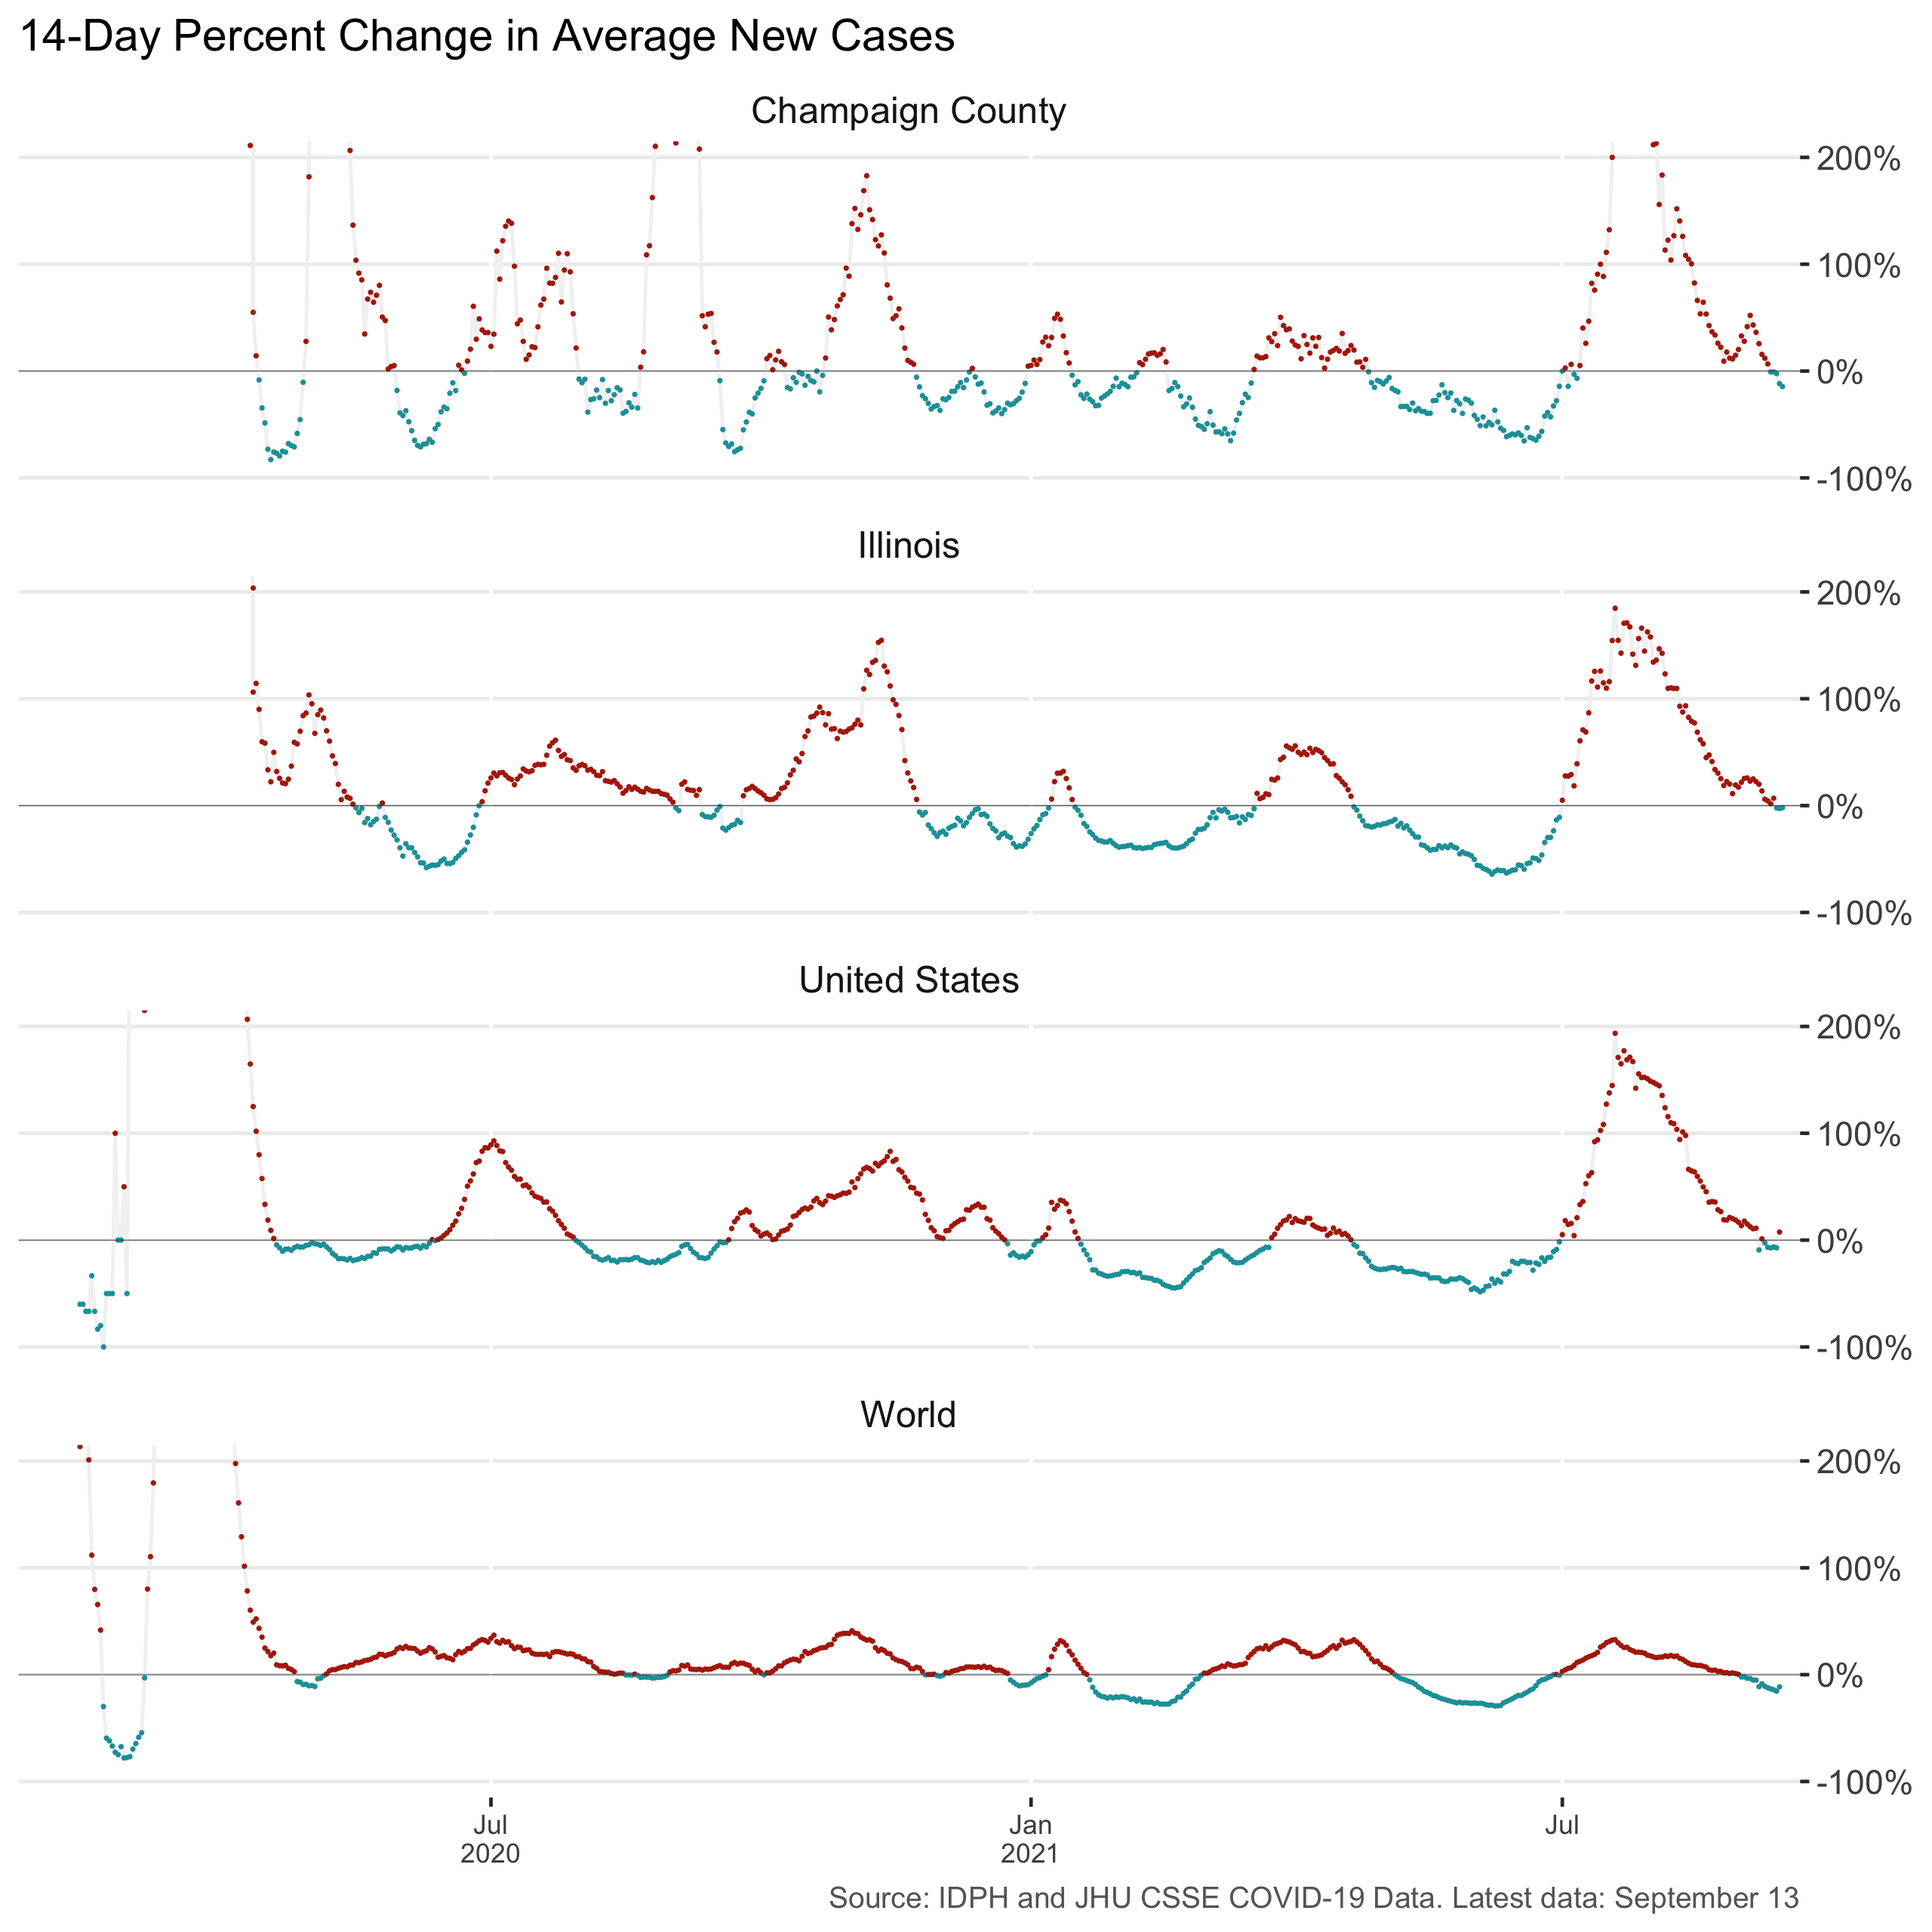 14-Day Percent Change in Average New Cases
Champaign County
200%
100%
0%
-100%
Illinois
200%
100%
0%
-100%
United States
200%
100%
0%
-100%
World
200%
100%
0%
-100%
Jul
2020
Jan
2021
Jul
Source: IDPH and JHU CSSE COVID-19 Data. Latest data: September 13